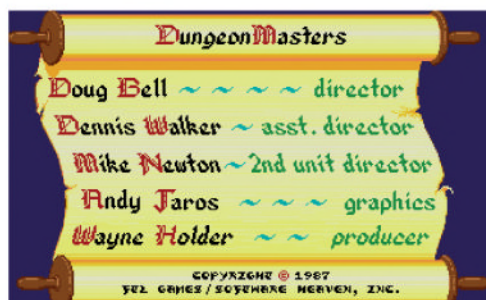 DungeonMasters
Doug Bell ~ ~ ~ ~ director
Dennis Walker ~ asst. director
Mike Newton ~ 2nd unit director
Andy Jaros ~ ~ ~ graphics
Wayne Holder ~ ~ producer
COPYRIGHT © 1987
FTL GAMES/SOFTWARE HEAVEN, INC.